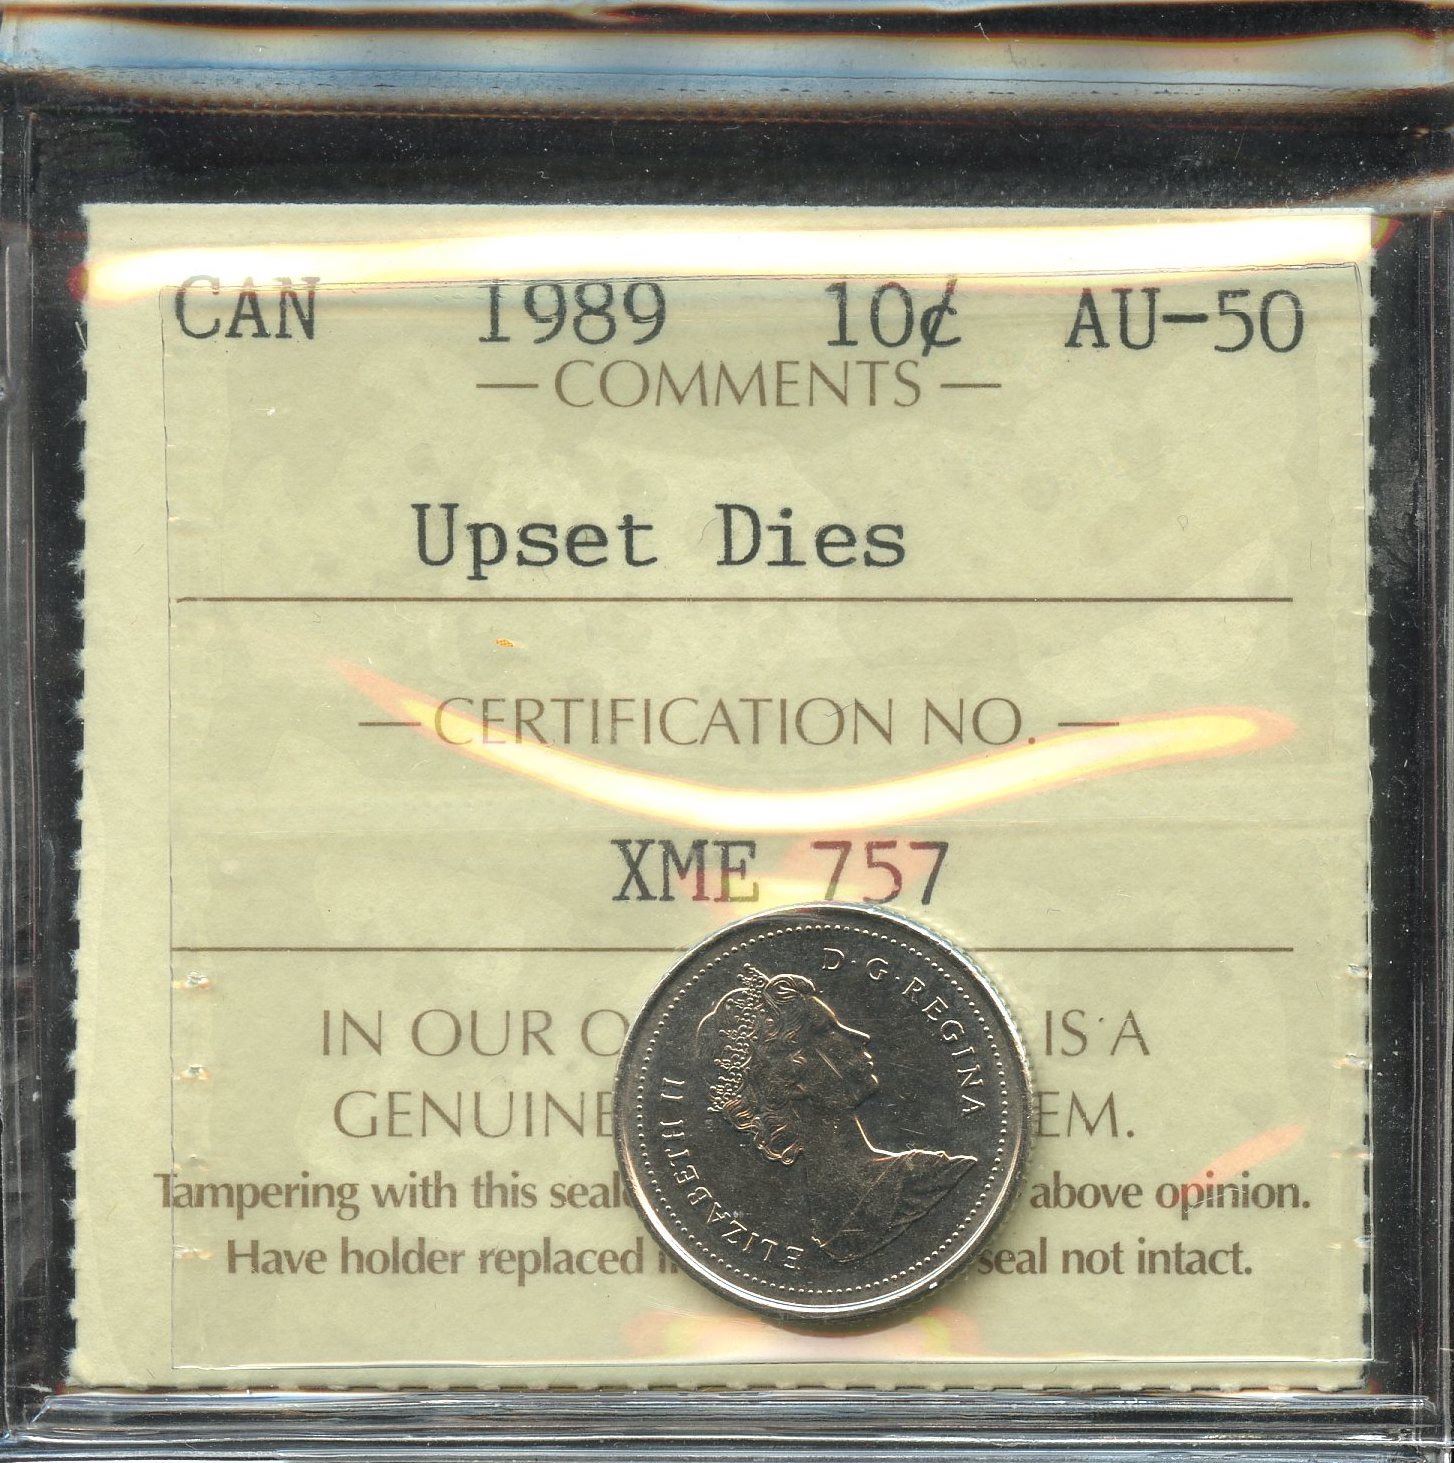 CAN 1989 10¢ AU-50
— COMMENTS —
Upset Dies
— CERTIFICATION NO. —
XME 757
IN OUR O IS A
GENUINE EM.
Tampering with this seal above opinion.
Have holder replaced i seal not intact.
ELIZABETH II D·G·REGINA